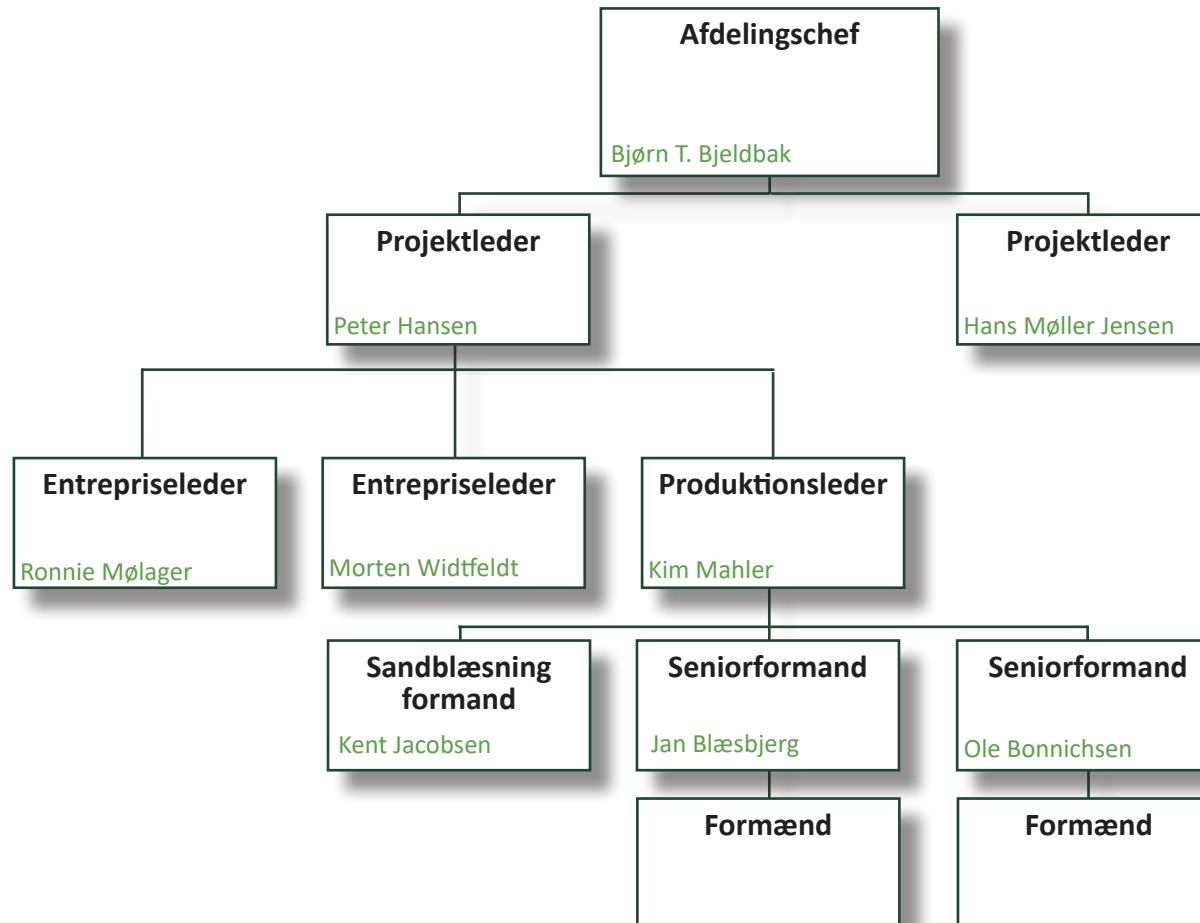 Afdelingschef
Bjørn T. Bjeldbak
Projektleder
Peter Hansen
Projektleder
Hans Møller Jensen
Entrepriseleder
Ronnie Mølager
Entrepriseleder
Morten Widtfeldt
Produktionsleder
Kim Mahler
Sandblæsning
formand
Kent Jacobsen
Seniorformand
Jan Blæsbjerg
Seniorformand
Ole Bonnichsen
Formænd
Formænd